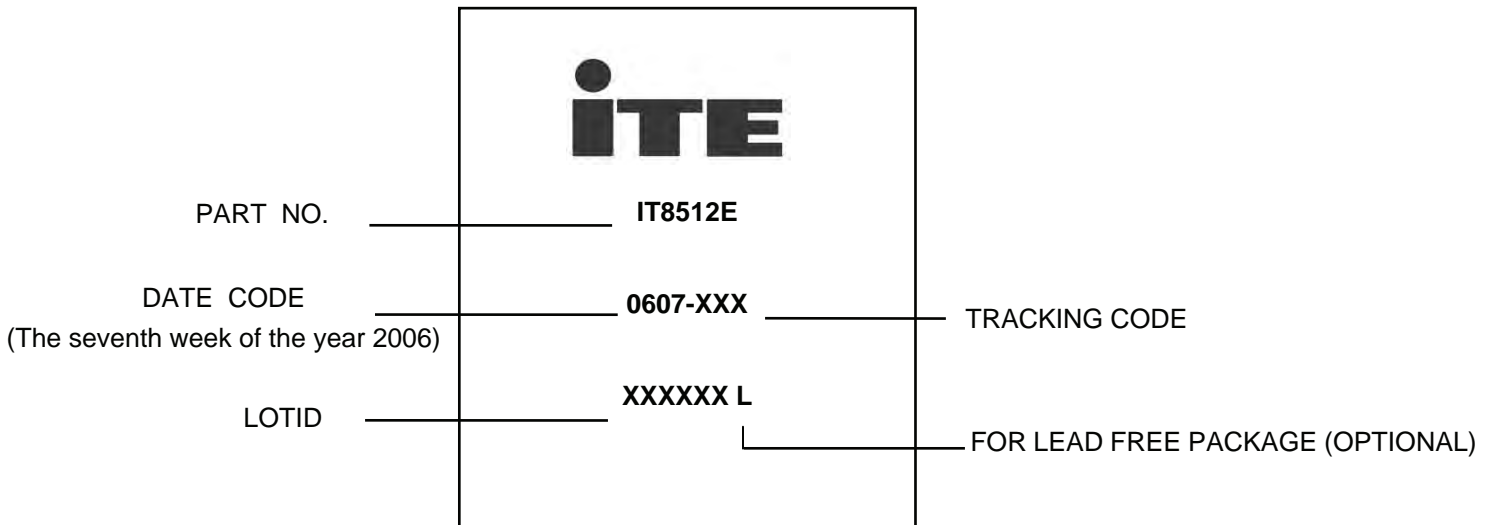 iTE
PART NO.
IT8512E
DATE CODE
(The seventh week of the year 2006)
0607-XXX
TRACKING CODE
LOTID
XXXXXX L
FOR LEAD FREE PACKAGE (OPTIONAL)